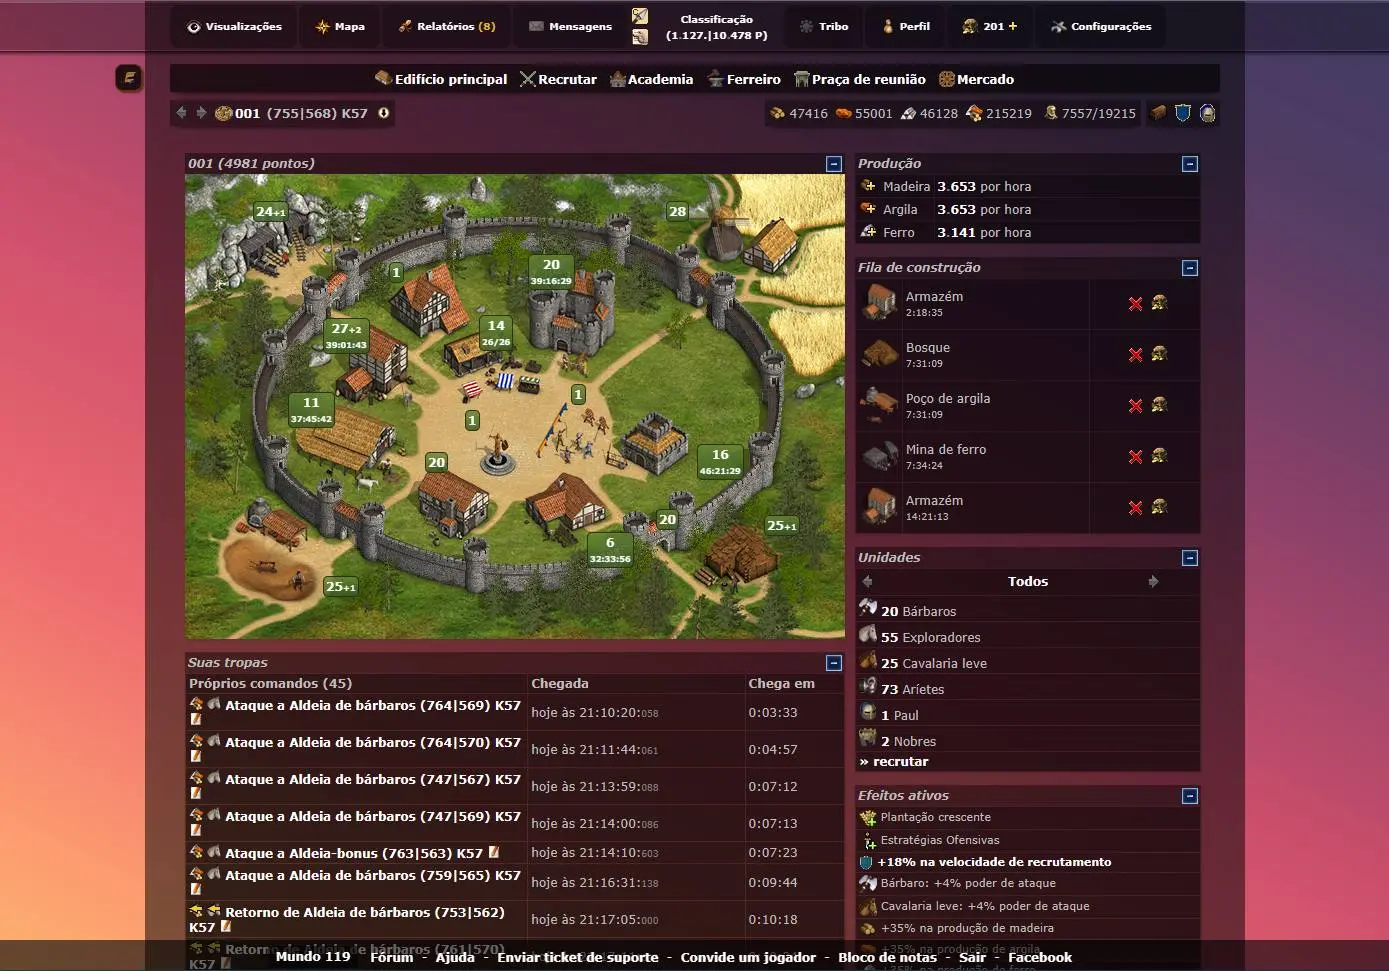 Visualizações
Mapa
Relatórios (8)
Mensagens
Classificação
(1.127.|10.478 P)
Tribo
Perfil
201 +
Configurações
Edifício principal
Recrutar
Academia
Ferreiro
Praça de reunião
Mercado
001 (755|568) K57
47416
55001
46128
215219
7557/19215
001 (4981 pontos)
24+1
28
1
20
39:16:29
27+2
39:01:43
14
26/26
11
37:45:42
1
1
20
16
46:21:29
20
25+1
6
32:33:56
25+1
Suas tropas
Próprios comandos (45)
Chegada
Chega em
Ataque a Aldeia de bárbaros (764|569) K57
hoje às 21:10:20:058
0:03:33
Ataque a Aldeia de bárbaros (764|570) K57
hoje às 21:11:44:061
0:04:57
Ataque a Aldeia de bárbaros (747|567) K57
hoje às 21:13:59:088
0:07:12
Ataque a Aldeia de bárbaros (747|569) K57
hoje às 21:14:00:086
0:07:13
Ataque a Aldeia-bonus (763|563) K57
hoje às 21:14:10:603
0:07:23
Ataque a Aldeia de bárbaros (759|565) K57
hoje às 21:16:31:138
0:09:44
Retorno de Aldeia de bárbaros (753|562)
K57
hoje às 21:17:05:000
0:10:18
Retorno de Aldeia de bárbaros (761|570)
K57
Produção
Madeira 3.653 por hora
Argila 3.653 por hora
Ferro 3.141 por hora
Fila de construção
Armazém
2:18:35
Bosque
7:31:09
Poço de argila
7:31:09
Mina de ferro
7:34:24
Armazém
14:21:13
Unidades
Todos
20 Bárbaros
55 Exploradores
25 Cavalaria leve
73 Aríetes
1 Paul
2 Nobres
» recrutar
Efeitos ativos
Plantação crescente
Estratégias Ofensivas
+18% na velocidade de recrutamento
Bárbaro: +4% poder de ataque
Cavalaria leve: +4% poder de ataque
+35% na produção de madeira
+35% na produção de argila
Mundo 119
Fórum - Ajuda - Enviar ticket de suporte - Convide um jogador - Bloco de notas - Sair - Facebook